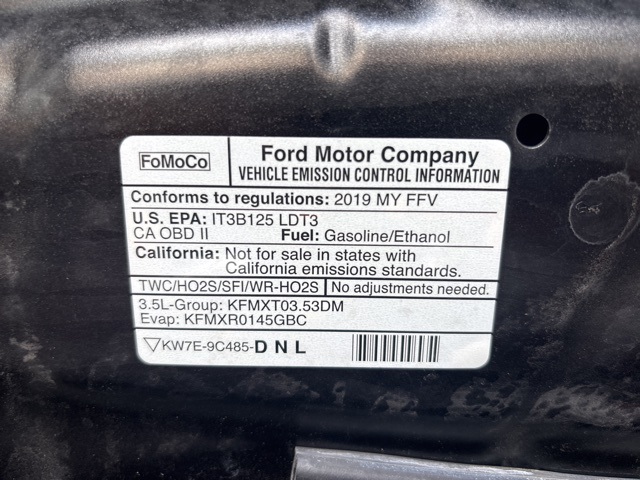 FoMoCo
Ford Motor Company
VEHICLE EMISSION CONTROL INFORMATION
Conforms to regulations: 2019 MY FFV
U.S. EPA: IT3B125 LDT3
CA OBD II Fuel: Gasoline/Ethanol
California: Not for sale in states with
California emissions standards.
TWC/HO2S/SFI/WR-HO2S No adjustments needed.
3.5L-Group: KFMXT03.53DM
Evap: KFMXR0145GBC
▽KW7E-9C485-D N L